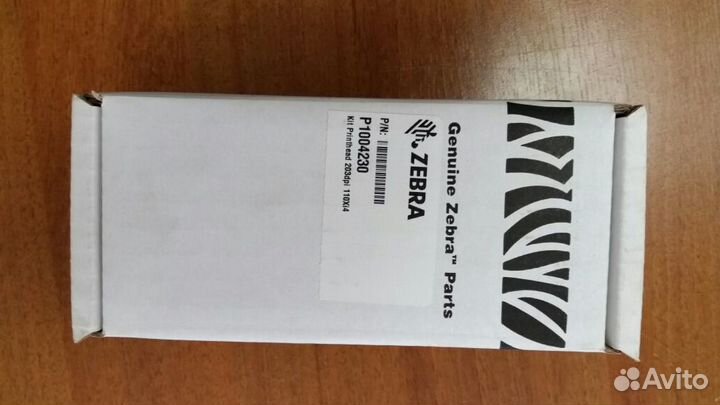 Genuine Zebra™ Parts
ZEBRA
P/N:
P1004230
Kit Printhead 203dpi 110Xi4
Avito